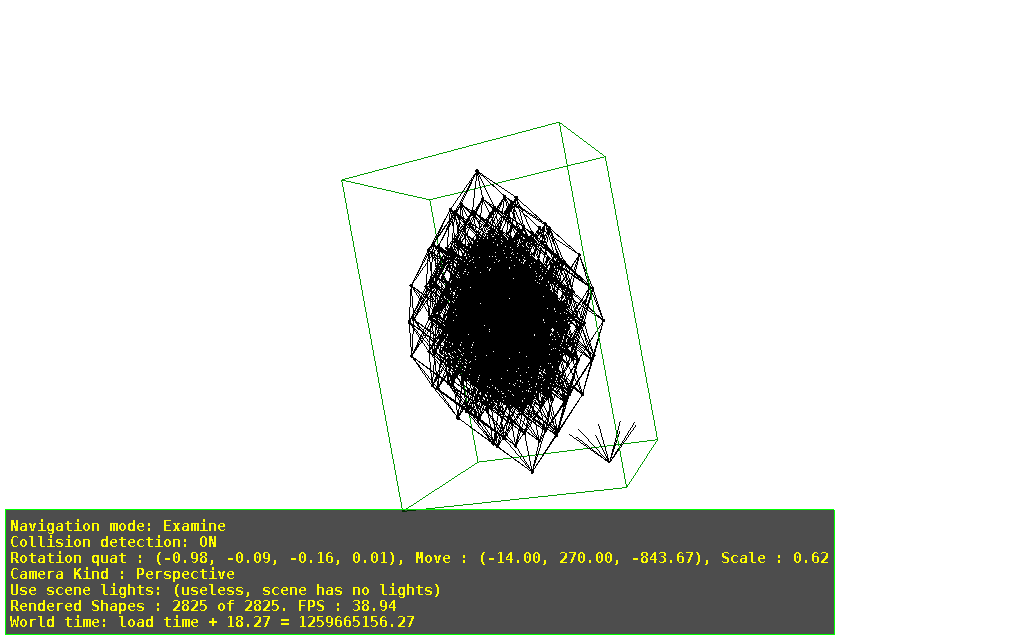 Navigation mode: Examine
Collision detection: ON
Rotation quat : (-0.98, -0.09, -0.16, 0.01), Move : (-14.00, 270.00, -843.67), Scale : 0.62
Camera Kind : Perspective
Use scene lights: (useless, scene has no lights)
Rendered Shapes : 2825 of 2825. FPS : 38.94
World time: load time + 18.27 = 1259665156.27